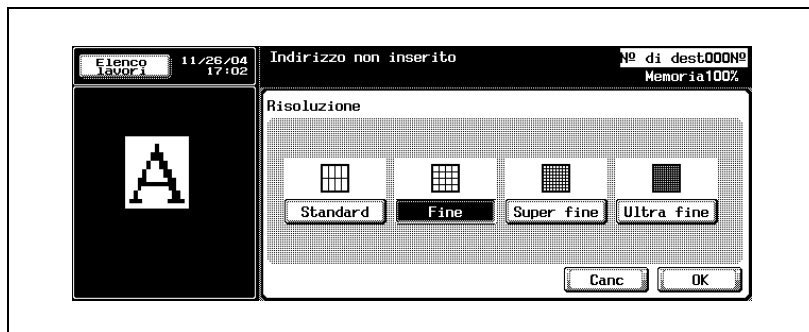 Elenco
lavori
11/26/04
17:02
Indirizzo non inserito
Nº di dest000Nº
Memoria100%
A
Risoluzione
Standard
Fine
Super fine
Ultra fine
Canc
OK